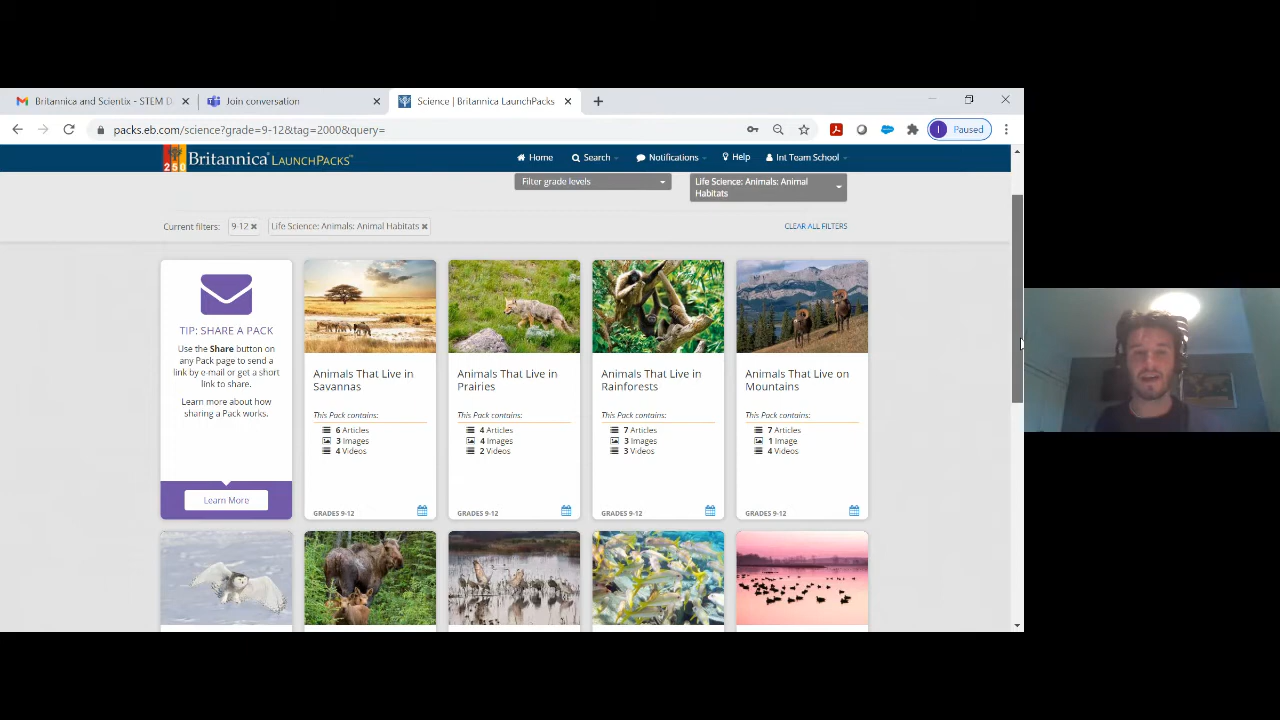 Britannica and Scientix - STEM D
Join conversation
Science | Britannica LaunchPacks
packs.eb.com/science?grade=9-12&tag=2000&query=
Paused
250 Britannica LAUNCHPACKS
Home
Search
Notifications
Help
Int Team School
Filter grade levels
Life Science: Animals: Animal
Habitats
Current filters:
9-12
Life Science: Animals: Animal Habitats
CLEAR ALL FILTERS
TIP: SHARE A PACK
Use the Share button on
any Pack page to send a
link by e-mail or get a short
link to share.
Learn more about how
sharing a Pack works.
Learn More
Animals That Live in
Savannas
This Pack contains:
6 Articles
3 Images
4 Videos
GRADES 9-12
Animals That Live in
Prairies
This Pack contains:
4 Articles
4 Images
2 Videos
GRADES 9-12
Animals That Live in
Rainforests
This Pack contains:
7 Articles
3 Images
3 Videos
GRADES 9-12
Animals That Live on
Mountains
This Pack contains:
7 Articles
1 Image
4 Videos
GRADES 9-12